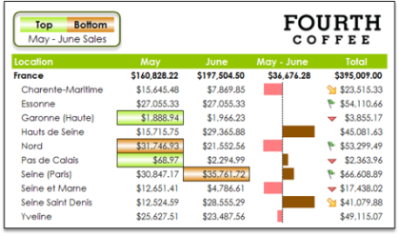 Top Bottom
May - June Sales
FOURTH
COFFEE
Location May June May - June Total
France $160,828.22 $197,504.50 $36,676.28 $395,009.00
Charente-Maritime $15,645.48 $7,869.85 $23,515.33
Essonne $27,055.33 $27,055.33 $54,110.66
Garonne (Haute) $1,888.94 $1,966.23 $3,855.17
Hauts de Seine $15,715.75 $29,365.88 $45,081.63
Nord $31,746.93 $21,552.56 $53,299.49
Pas de Calais $68.97 $2,294.99 $2,363.96
Seine (Paris) $30,847.17 $35,761.72 $66,608.89
Seine et Marne $12,651.41 $4,786.61 $17,438.02
Seine Saint Denis $12,524.59 $28,555.29 $41,079.88
Yveline $25,627.51 $23,487.56 $49,115.07